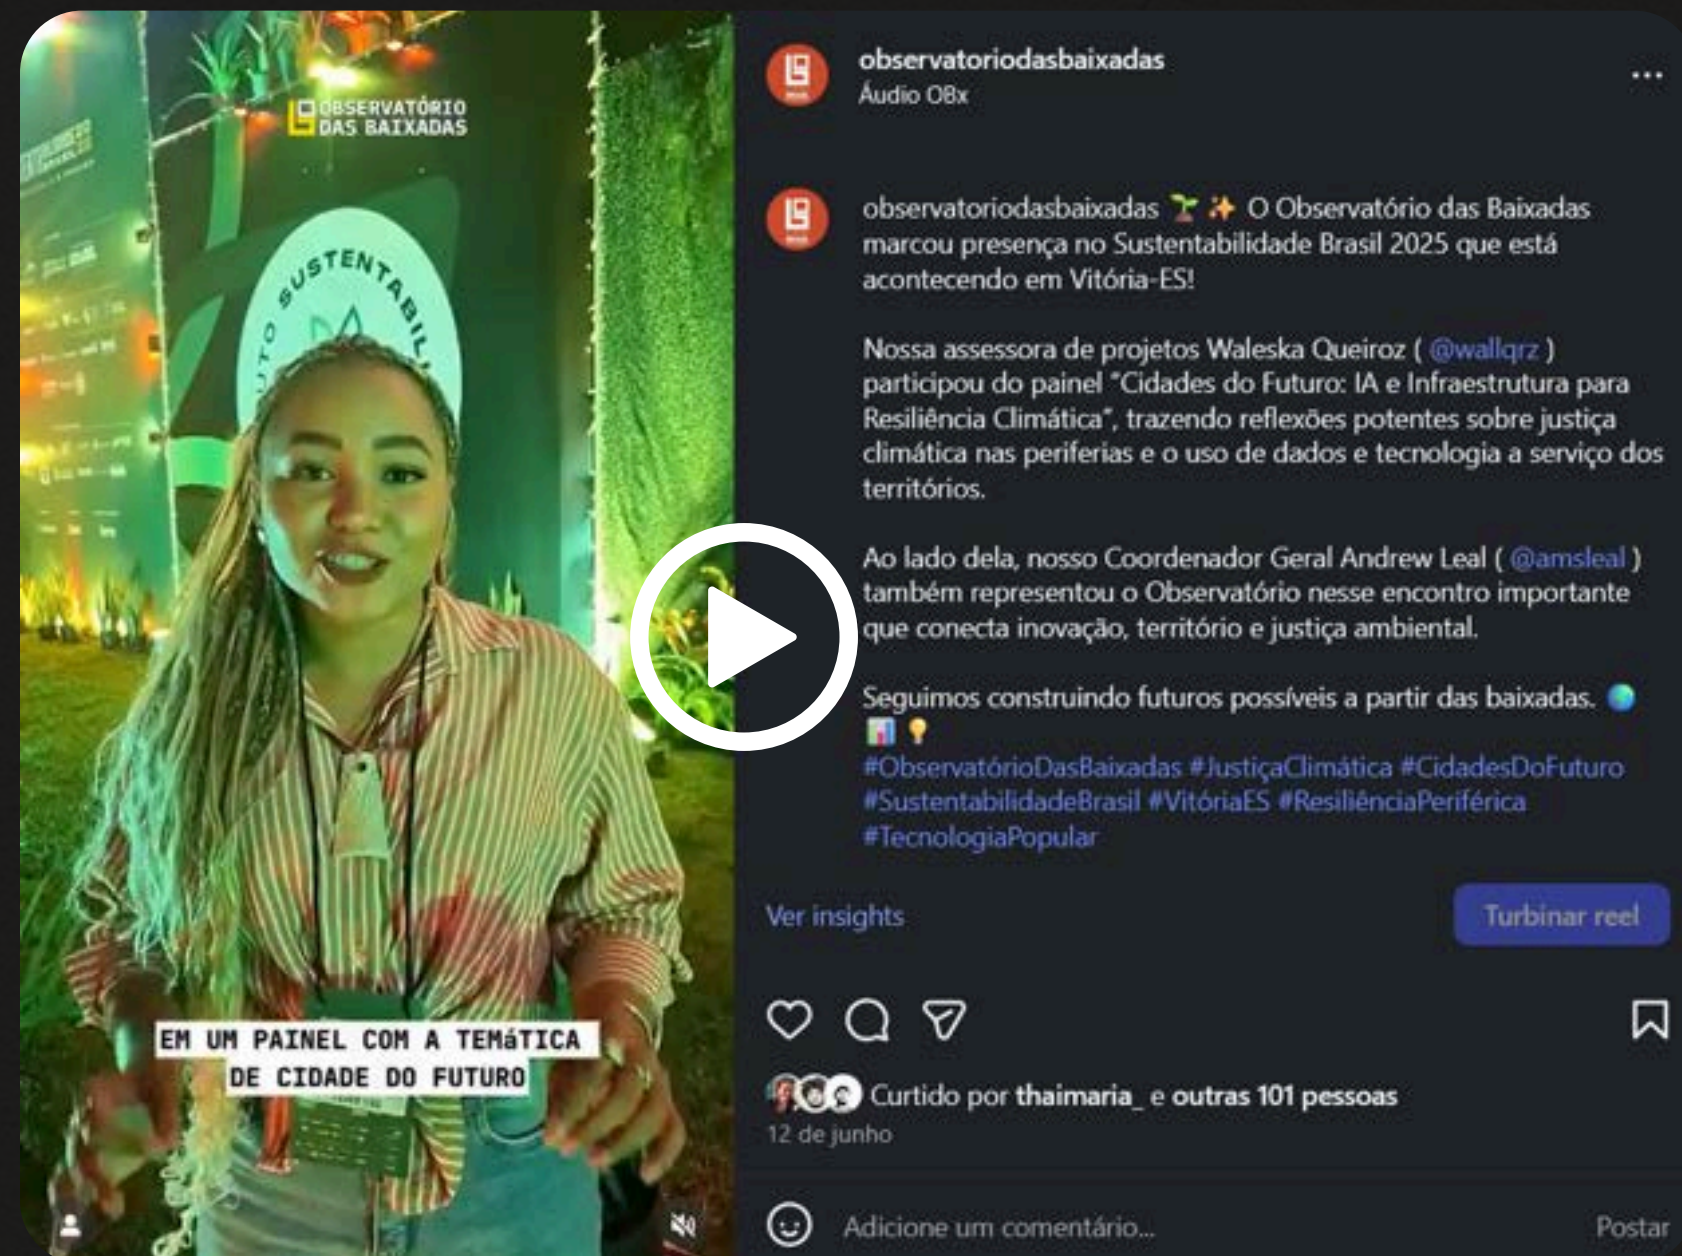 OBSERVATÓRIO
DAS BAIXADAS
SUSTENTABILI
EM UM PAINEL COM A TEMáTICA
DE CIDADE DO FUTURO
observatoriodasbaixadas
Áudio OBx
observatoriodasbaixadas 🌱✨ O Observatório das Baixadas
marcou presença no Sustentabilidade Brasil 2025 que está
acontecendo em Vitória-ES!
Nossa assessora de projetos Waleska Queiroz ( @wallqrz )
participou do painel "Cidades do Futuro: IA e Infraestrutura para
Resiliência Climática", trazendo reflexões potentes sobre justiça
climática nas periferias e o uso de dados e tecnologia a serviço dos
territórios.
Ao lado dela, nosso Coordenador Geral Andrew Leal ( @amsleal )
também representou o Observatório nesse encontro importante
que conecta inovação, território e justiça ambiental.
Seguimos construindo futuros possíveis a partir das baixadas. 🌎
📊💡
#ObservatórioDasBaixadas #JustiçaClimática #CidadesDoFuturo
#SustentabilidadeBrasil #VitóriaES #ResiliênciaPeriférica
#TecnologiaPopular
Ver insights
Turbinar reel
Curtido por thaimaria_ e outras 101 pessoas
12 de junho
Adicione um comentário...
Postar